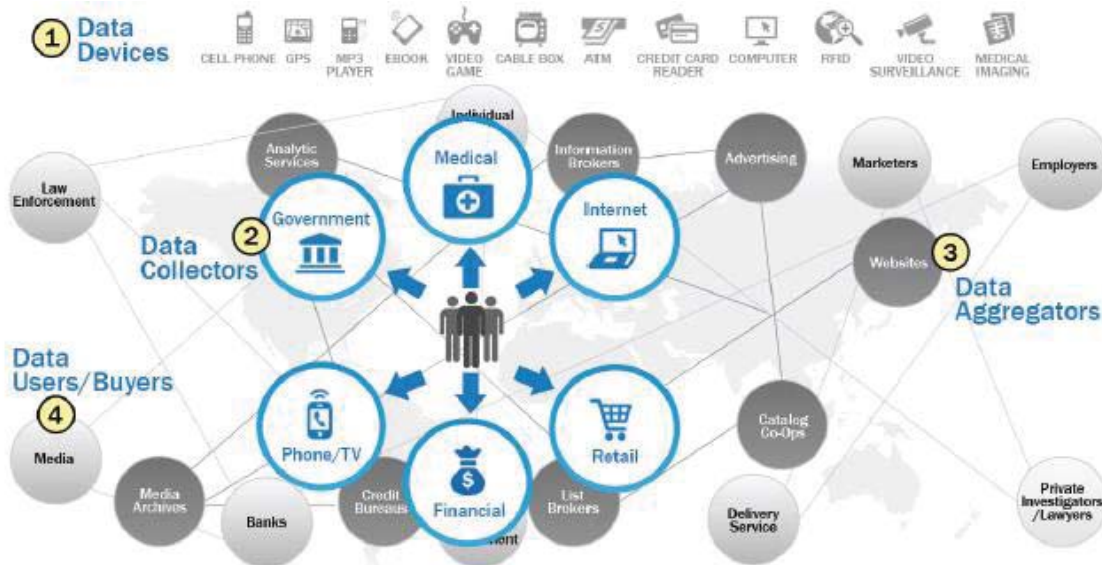 1 Data
Devices
CELL PHONE
GPS
MP3
PLAYER
EBOOK
VIDEO
GAME
CABLE BOX
ATM
CREDIT CARD
READER
COMPUTER
RFID
VIDEO
SURVEILLANCE
MEDICAL
IMAGING
Individual
Analytic
Services
Medical
Information
Brokers
Advertising
Marketers
Employers
Law
Enforcement
Government
Internet
2
Data
Collectors
Websites
3
Data
Aggregators
Data
Users/Buyers
4
Media
Phone/TV
Retail
Catalog
Co-Ops
Media
Archives
Banks
Credit
Bureaus
$
Financial
List
Brokers
Delivery
Service
Private
Investigators
/Lawyers